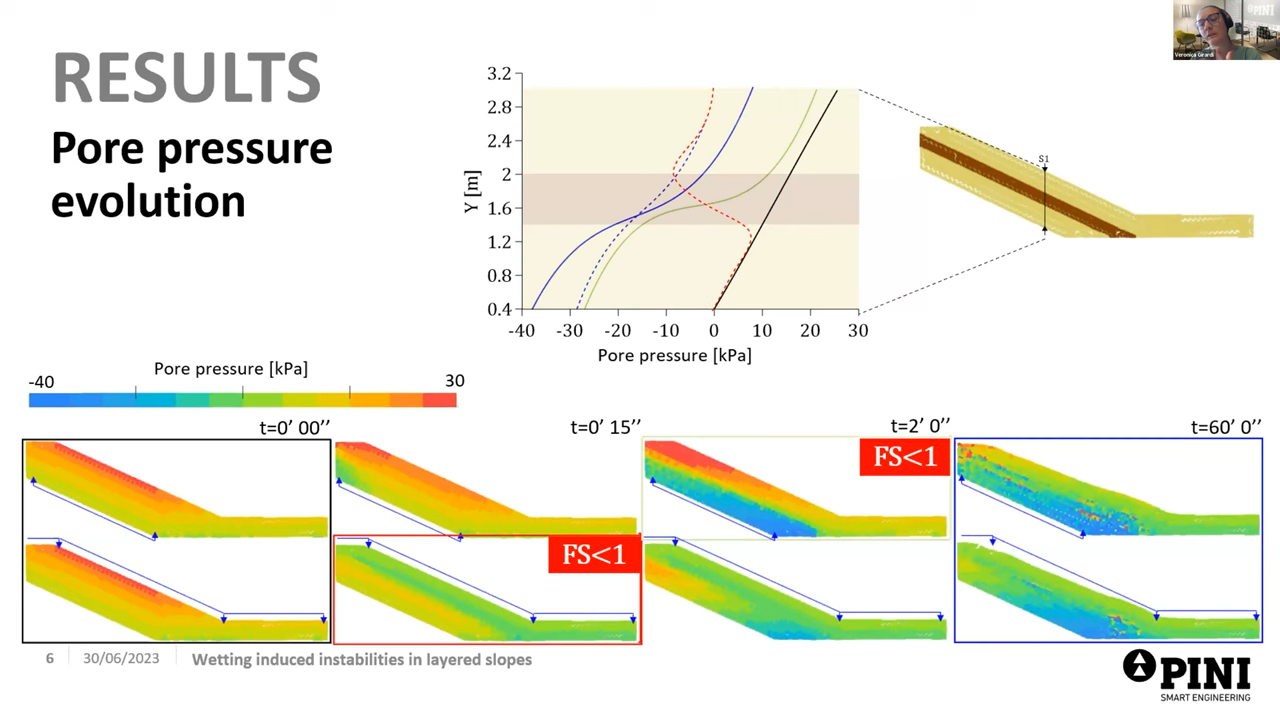 RESULTS
Pore pressure
evolution
PINI
Veronica Girardi
3.2
2.8
2.4
2
1.6
1.2
0.8
0.4
Y [m]
-40 -30 -20 -10 0 10 20 30
Pore pressure [kPa]
S1
Pore pressure [kPa]
-40 30
t=0’ 00’’ t=0’ 15’’ t=2’ 0’’ t=60’ 0’’
FS<1
FS<1
6 30/06/2023 Wetting induced instabilities in layered slopes
PINI
SMART ENGINEERING